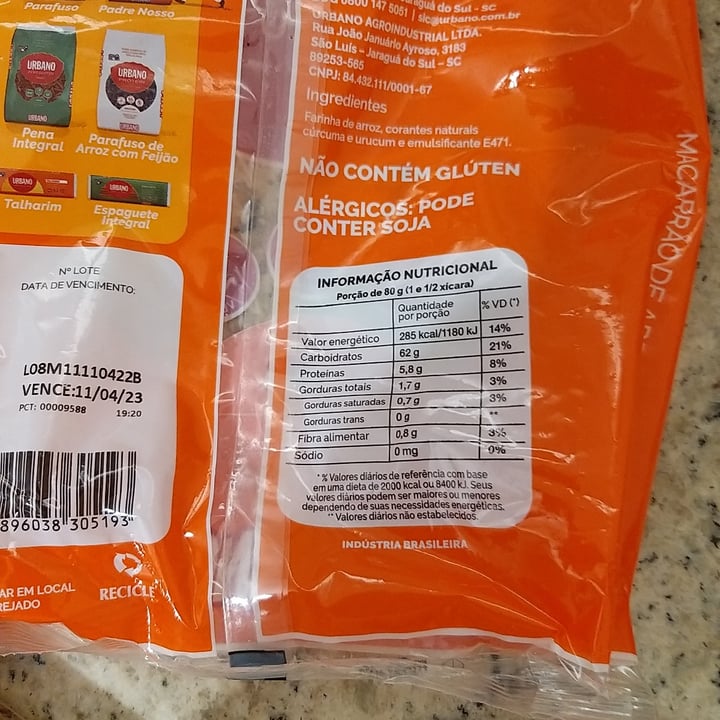 Parafuso
Padre Nosso
URBANO
URBANO
Pena
Integral
Parafuso de
Arroz com Feijão
URBANO
URBANO
Talharim
Espaguete
Integral
Nº LOTE
DATA DE VENCIMENTO:
L08M11110422B
VENCE:11/04/23
PCT: 00009588
19:20
896038 305193
AR EM LOCAL
REJADO
RECICLE
0800 147 5051 | sic@urbano.com.br
URBANO AGROINDUSTRIAL LTDA.
Rua João Januário Ayroso, 3183
São Luís - Jaraguá do Sul - SC
89253-565
CNPJ: 84.432.111/0001-67
Ingredientes
Farinha de arroz, corantes naturais
cúrcuma e urucum e emulsificante E471.
NÃO CONTÉM GLÚTEN
ALÉRGICOS: PODE
CONTER SOJA
INFORMAÇÃO NUTRICIONAL
Porção de 80 g (1 e 1/2 xícara)
Quantidade
por porção
% VD (*)
Valor energético 285 kcal/1180 kJ 14%
Carboidratos 62 g 21%
Proteínas 5,8 g 8%
Gorduras totais 1,7 g 3%
Gorduras saturadas 0,7 g 3%
Gorduras trans 0 g **
Fibra alimentar 0,8 g 3%
Sódio 0 mg 0%
* % Valores diários de referência com base
em uma dieta de 2000 kcal ou 8400 kJ. Seus
valores diários podem ser maiores ou menores
dependendo de suas necessidades energéticas.
** Valores diários não estabelecidos.
INDÚSTRIA BRASILEIRA
MACARRÃO DE